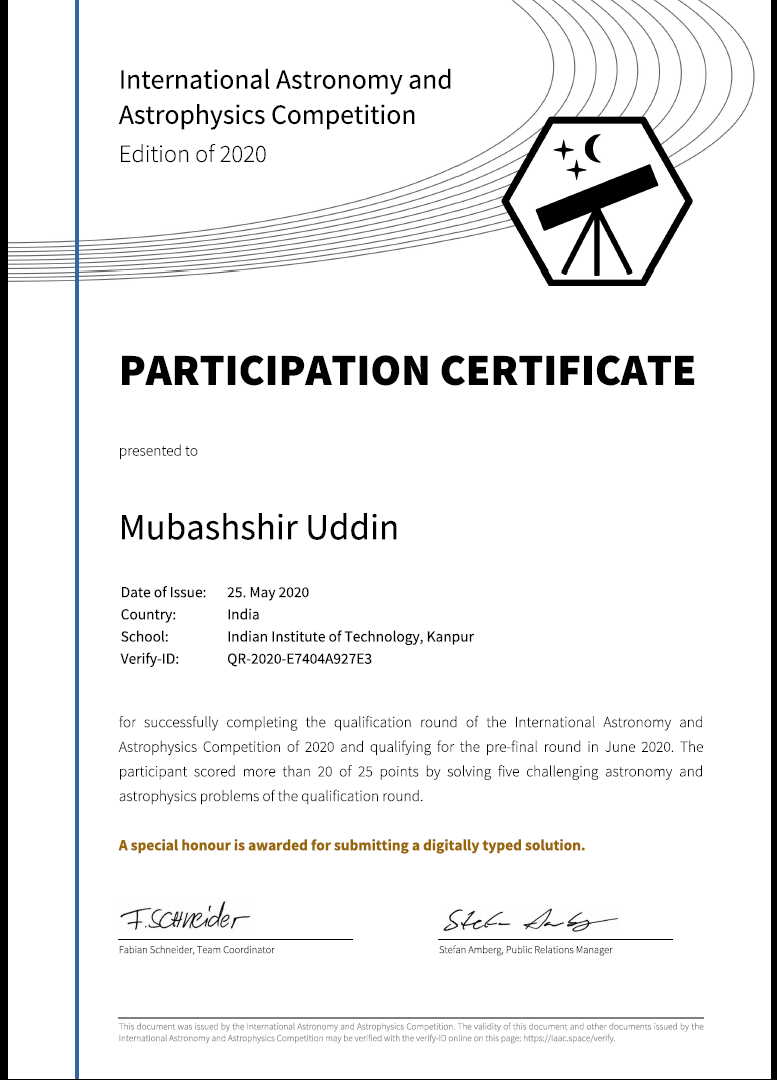 International Astronomy and
Astrophysics Competition
Edition of 2020
PARTICIPATION CERTIFICATE
presented to
Mubashshir Uddin
Date of Issue: 25. May 2020
Country: India
School: Indian Institute of Technology, Kanpur
Verify-ID: QR-2020-E7404A927E3
for successfully completing the qualification round of the International Astronomy and
Astrophysics Competition of 2020 and qualifying for the pre-final round in June 2020. The
participant scored more than 20 of 25 points by solving five challenging astronomy and
astrophysics problems of the qualification round.
A special honour is awarded for submitting a digitally typed solution.
F. SCHNeider Stefan Amberg
Fabian Schneider, Team Coordinator Stefan Amberg, Public Relations Manager
This document was issued by the International Astronomy and Astrophysics Competition. The validity of this document and other documents issued by the
International Astronomy and Astrophysics Competition may be verified with the verify-ID online on this page: https://iaac.space/verify.